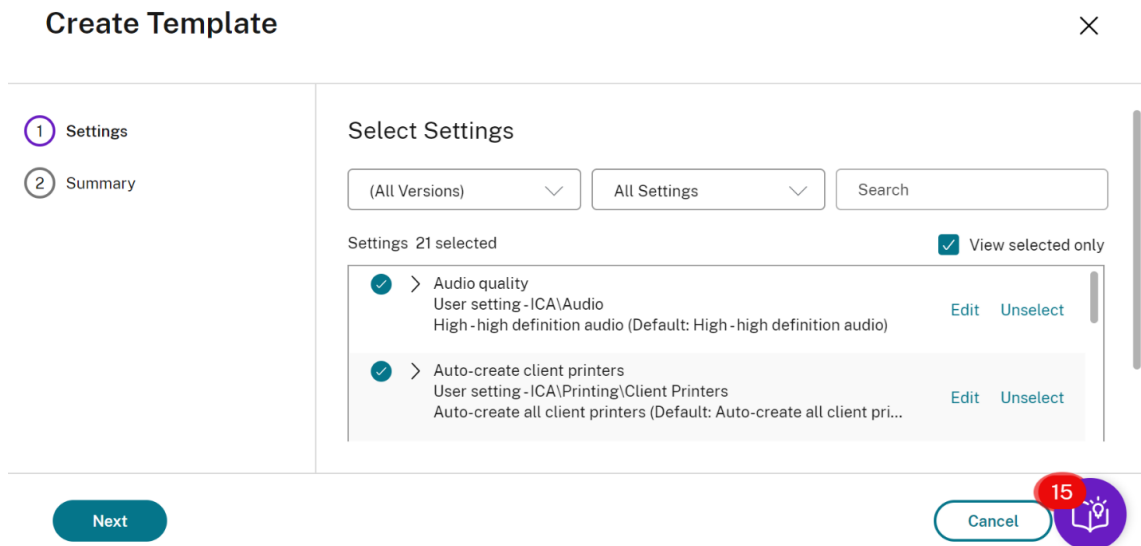 Create Template
1 Settings
2 Summary
Select Settings
(All Versions)
All Settings
Search
Settings 21 selected
View selected only
Audio quality
User setting - ICA\Audio
High - high definition audio (Default: High - high definition audio)
Edit Unselect
Auto-create client printers
User setting - ICA\Printing\Client Printers
Auto-create all client printers (Default: Auto-create all client pri...
Edit Unselect
Next
Cancel
15